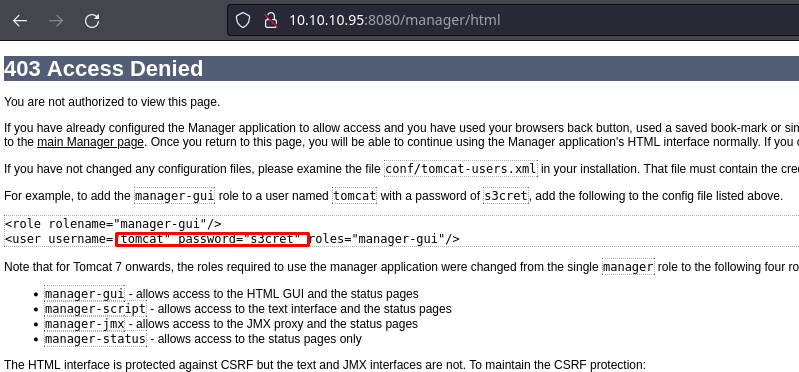 10.10.10.95:8080/manager/html
403 Access Denied
You are not authorized to view this page.
If you have already configured the Manager application to allow access and you have used your browsers back button, used a saved book-mark or
to the main Manager page. Once you return to this page, you will be able to continue using the Manager application's HTML interface normally. If you
If you have not changed any configuration files, please examine the file conf/tomcat-users.xml in your installation. That file must contain the
For example, to add the manager-gui role to a user named tomcat with a password of s3cret, add the following to the config file listed above.
<role rolename="manager-gui"/>
<user username="tomcat" password="s3cret" roles="manager-gui"/>
Note that for Tomcat 7 onwards, the roles required to use the manager application were changed from the single manager role to the following four
• manager-gui - allows access to the HTML GUI and the status pages
• manager-script - allows access to the text interface and the status pages
• manager-jmx - allows access to the JMX proxy and the status pages
• manager-status - allows access to the status pages only
The HTML interface is protected against CSRF but the text and JMX interfaces are not. To maintain the CSRF protection: